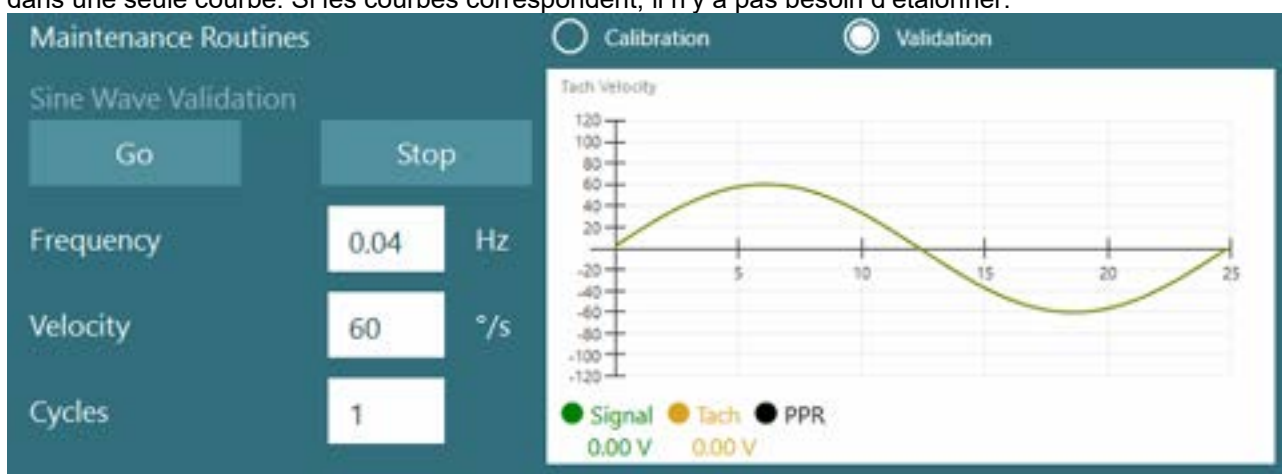 dans une seule courbe. Si les courbes correspondent, il n'y a pas besoin d'étalonner.
Maintenance Routines
Calibration
Validation
Sine Wave Validation
Go
Stop
Frequency
0.04
Hz
Velocity
60
°/s
Cycles
1
Tach Velocity
120
100
80
60
40
20
-20
-40
-60
-80
-100
-120
5
10
15
20
25
Signal
Tach
PPR
0.00 V
0.00 V